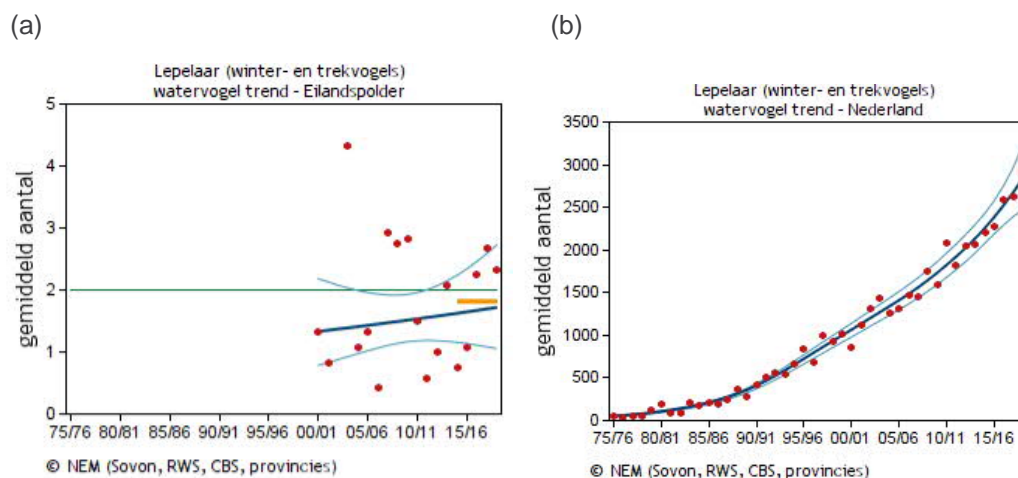 (a)
Lepelaar (winter- en trekvogels)
watervogel trend - Eilandspolder
gemiddeld aantal
5
4
3
2
1
0
75/76 80/81 85/86 90/91 95/96 00/01 05/06 10/11 15/16
© NEM (Sovon, RWS, CBS, provincies)
(b)
Lepelaar (winter- en trekvogels)
watervogel trend - Nederland
gemiddeld aantal
3500
3000
2500
2000
1500
1000
500
0
75/76 80/81 85/86 90/91 95/96 00/01 05/06 10/11 15/16
© NEM (Sovon, RWS, CBS, provincies)